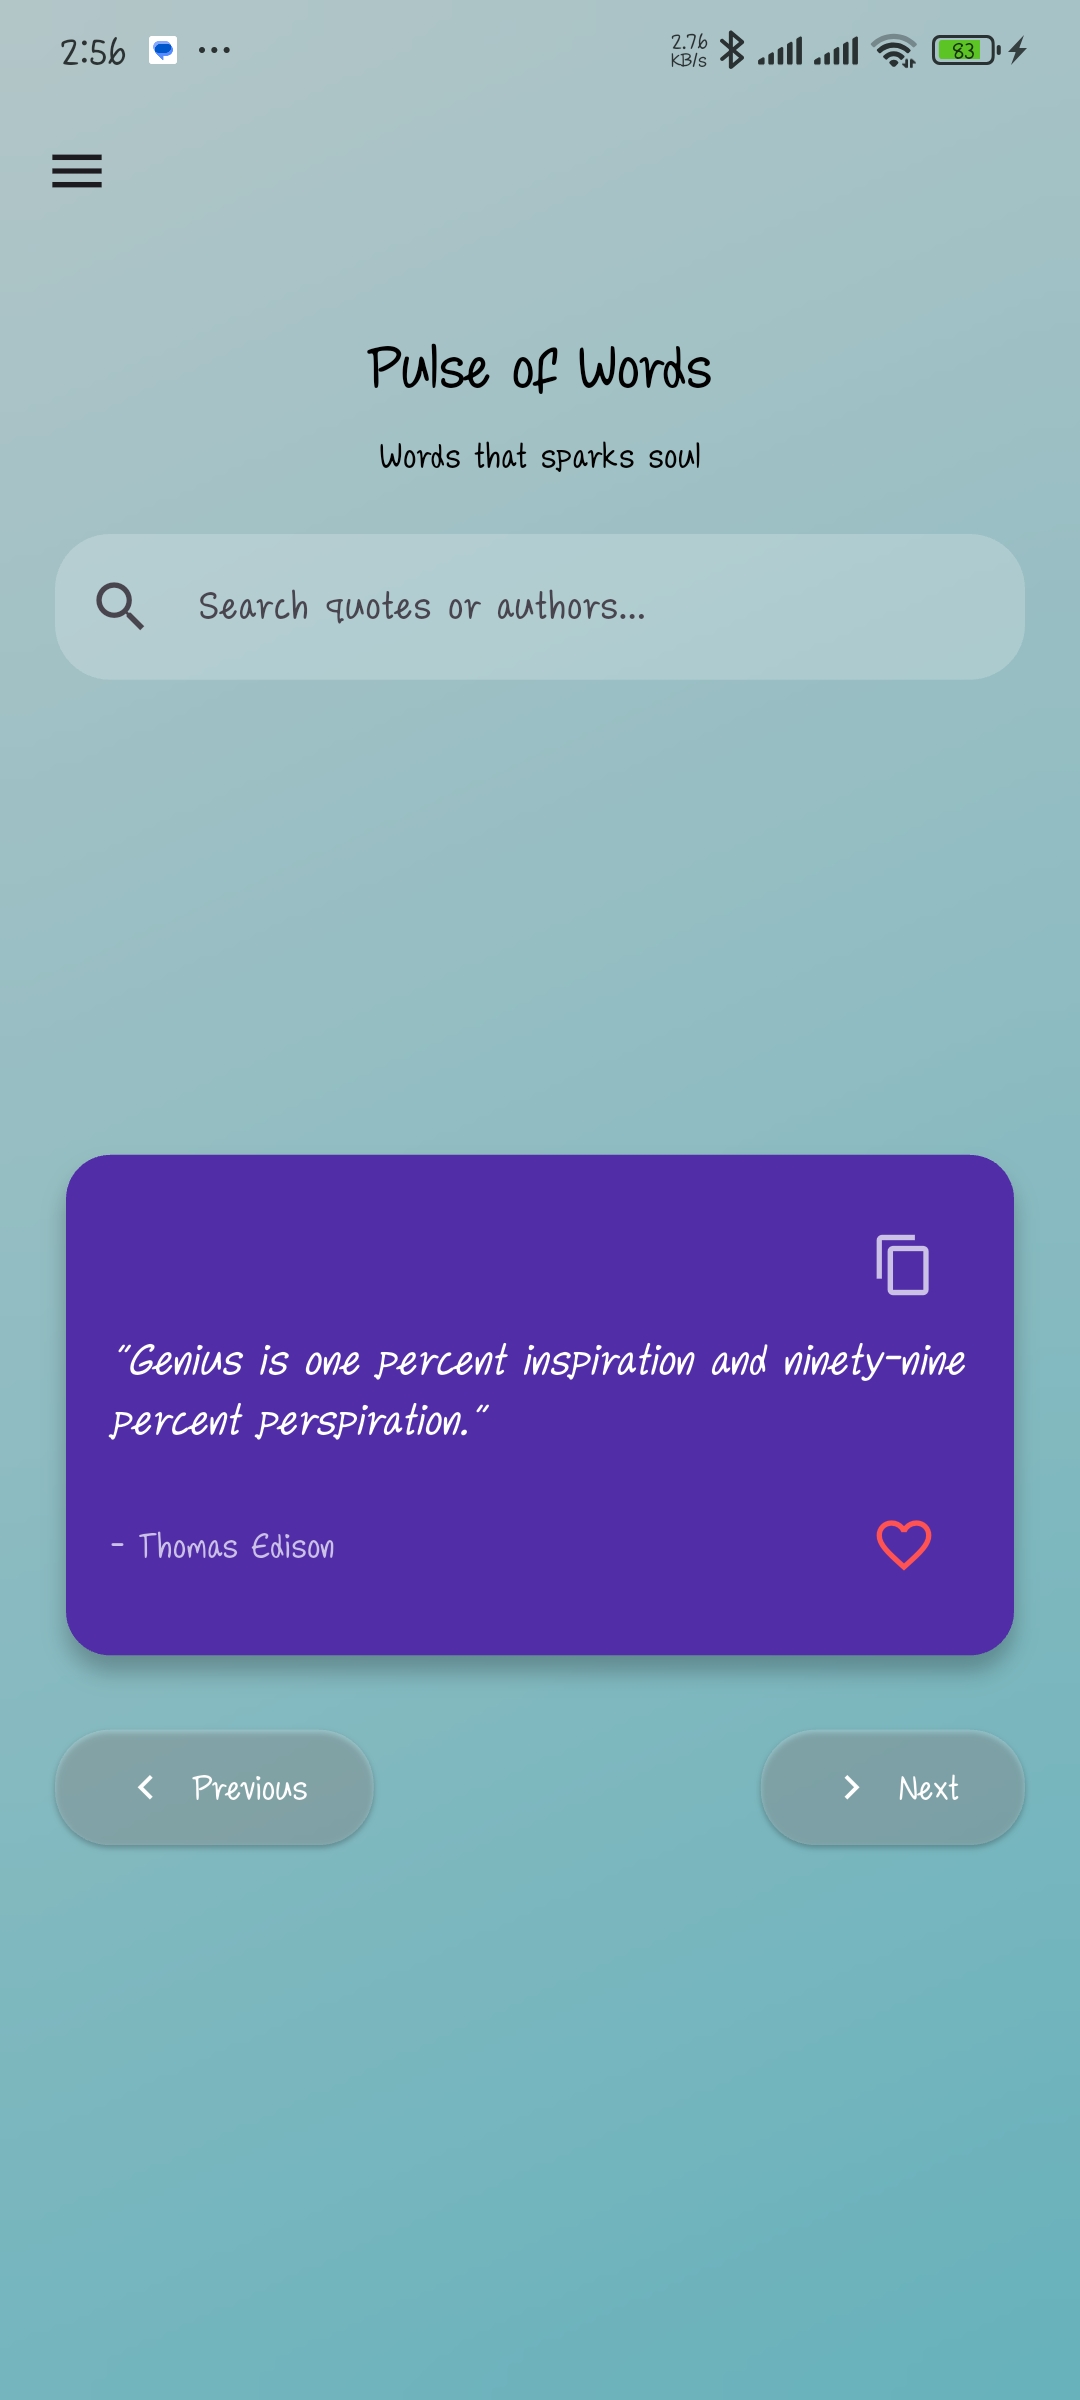 2:56
2.76
KB/s
83
Pulse of Words
Words that sparks soul
Search quotes or authors...
"Genius is one percent inspiration and ninety-nine
percent perspiration."
- Thomas Edison
Previous
Next